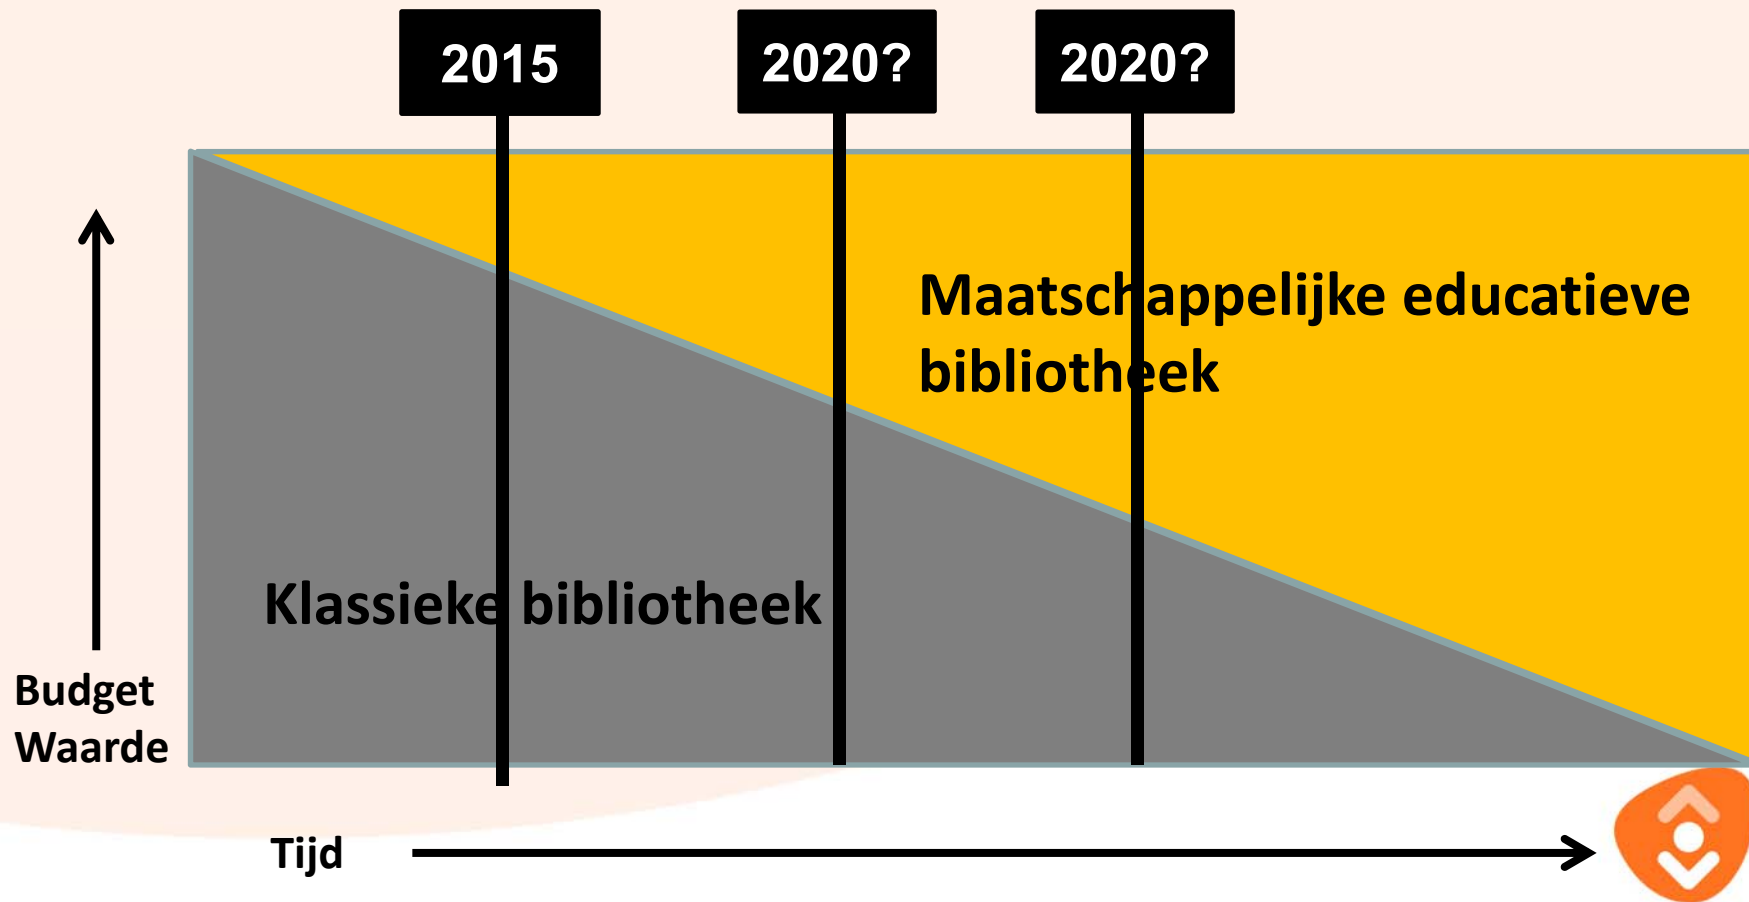 2015
2020?
2020?
Maatschappelijke educatieve
bibliotheek
Klassieke bibliotheek
Budget
Waarde
Tijd